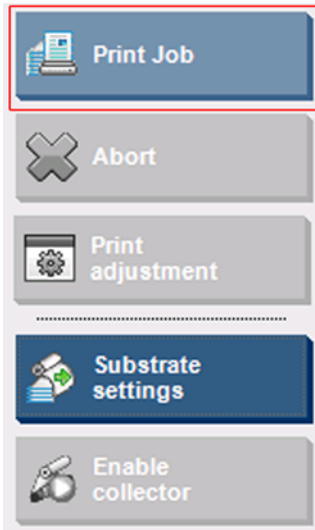 Print Job
Abort
Print
adjustment
Substrate
settings
Enable
collector